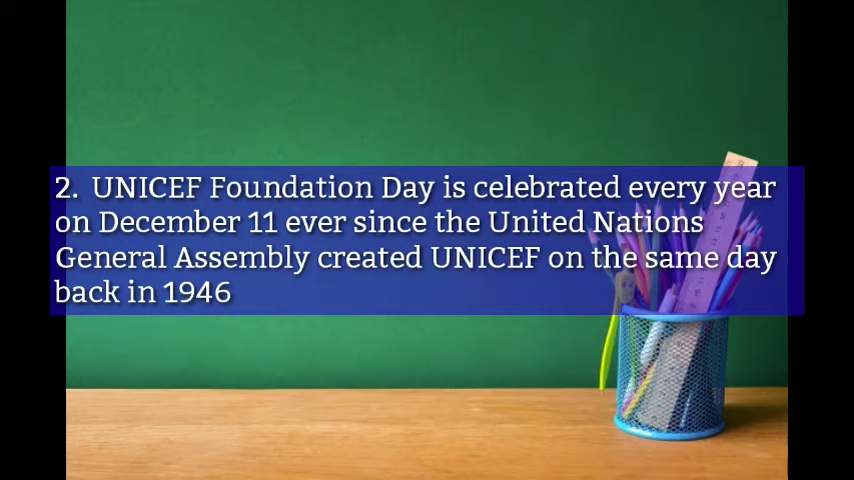 2. UNICEF Foundation Day is celebrated every year
on December 11 ever since the United Nations
General Assembly created UNICEF on the same day
back in 1946